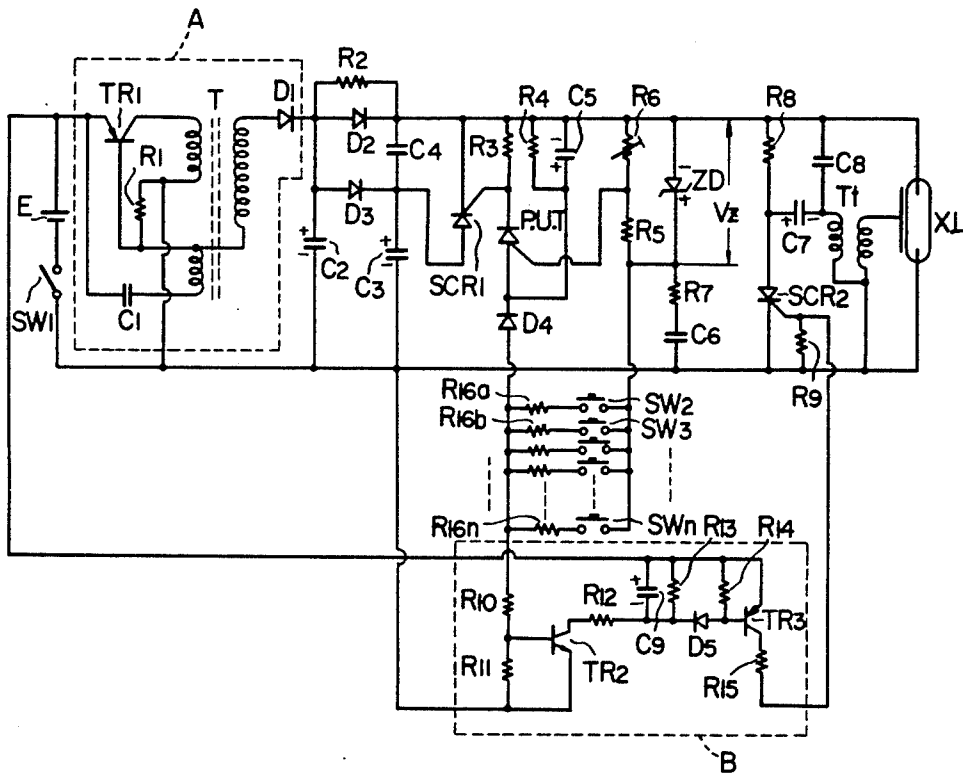 A
R2
TR1
T
D1
R4
C5
R6
R8
R1
D2
C4
R3
C8
E
D3
P.U.T
ZD
Vz
Tt
XL
+
C7
R5
C2
C3
SCR1
SW1
C1
D4
R7
SCR2
C6
R9
R16a
SW2
R16b
SW3
R16n
SWn
R13
R14
R10
R12
C9
D5
TR3
R11
TR2
R15
B